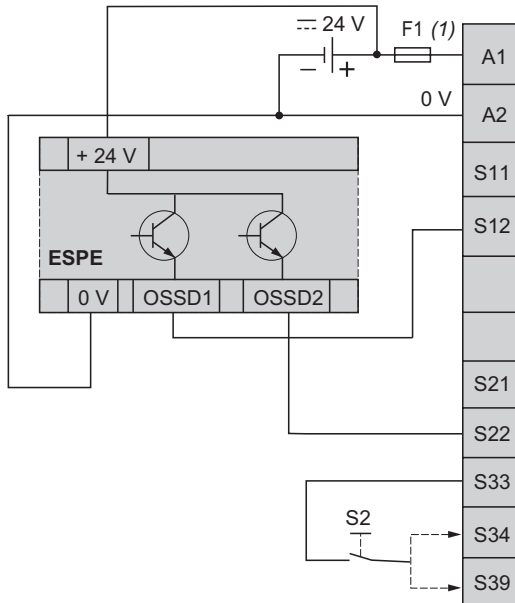 24 V
F1 (1)
A1
0 V
A2
+ 24 V
S11
S12
ESPE
0 V
OSSD1
OSSD2
S21
S22
S33
S2
S34
S39